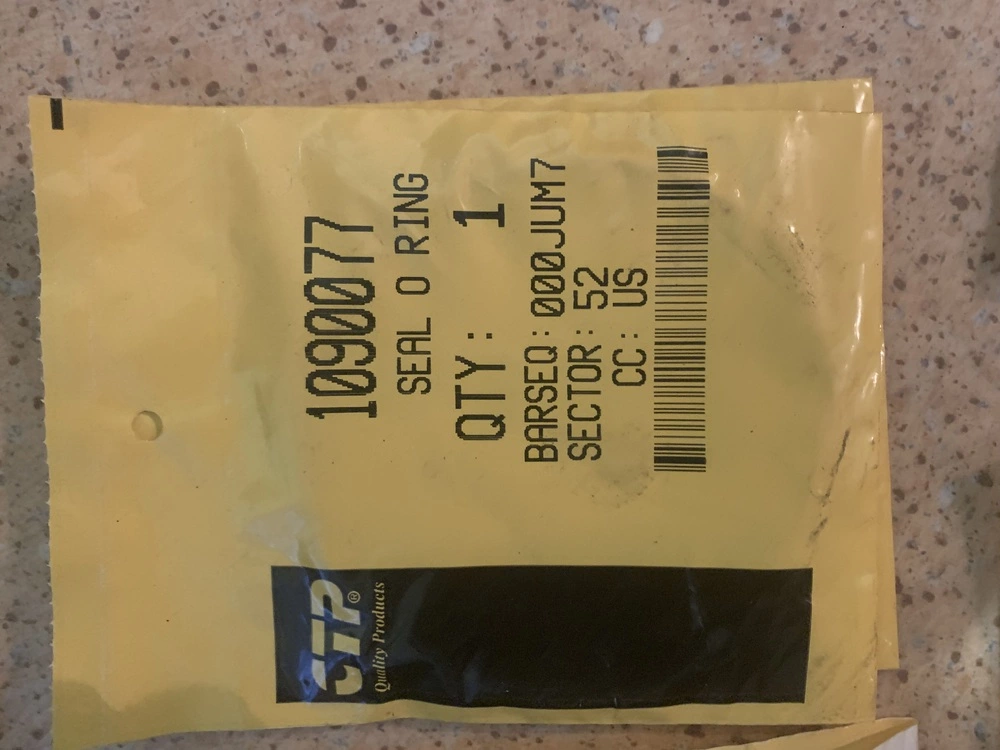 1090077
SEAL O RING
QTY: 1
BARSEQ: 000JUM7
SECTOR: 52
CC: US
CTP®
Quality Products